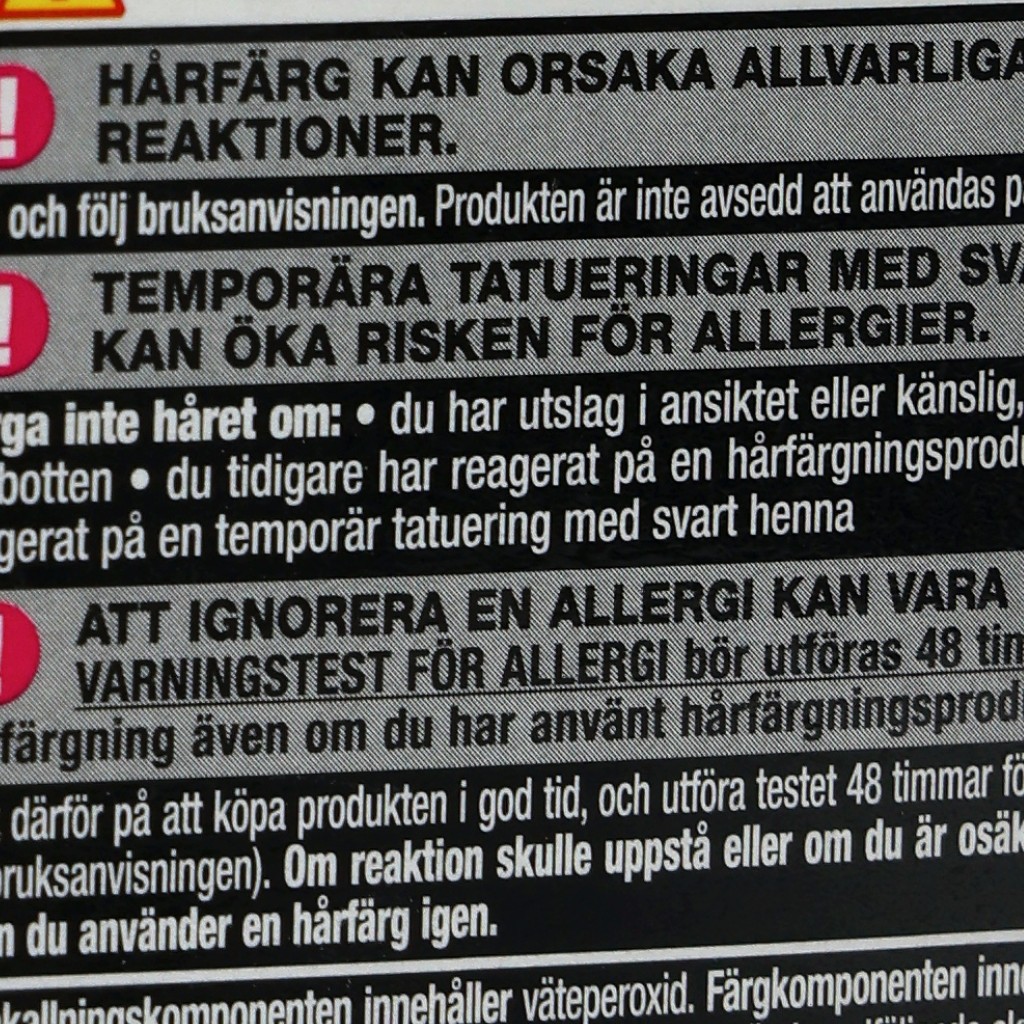 HÅRFÄRG KAN ORSAKA ALLVARLIGA
REAKTIONER.
och följ bruksanvisningen. Produkten är inte avsedd att användas p
TEMPORÄRA TATUERINGAR MED SVA
KAN ÖKA RISKEN FÖR ALLERGIER.
rga inte håret om: • du har utslag i ansiktet eller känslig,
botten • du tidigare har reagerat på en hårfärgningsprodu
gerat på en temporär tatuering med svart henna
ATT IGNORERA EN ALLERGI KAN VARA
VARNINGSTEST FÖR ALLERGI bör utföras 48 tim
färgning även om du har använt hårfärgningsprod
därför på att köpa produkten i god tid, och utföra testet 48 timmar fö
bruksanvisningen). Om reaktion skulle uppstå eller om du är osäk
n du använder en hårfärg igen.
kallningskomponenten innehåller väteperoxid. Färgkomponenten inne